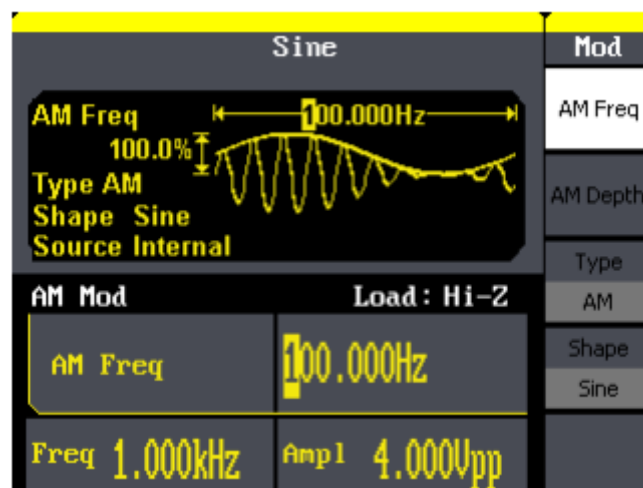 Sine
Mod
AM Freq 100.000Hz
100.0%
Type AM
Shape Sine
Source Internal
AM Mod Load: Hi-Z
AM Freq 100.000Hz
Freq 1.000kHz Ampl 4.000Vpp
AM Freq
AM Depth
Type
AM
Shape
Sine